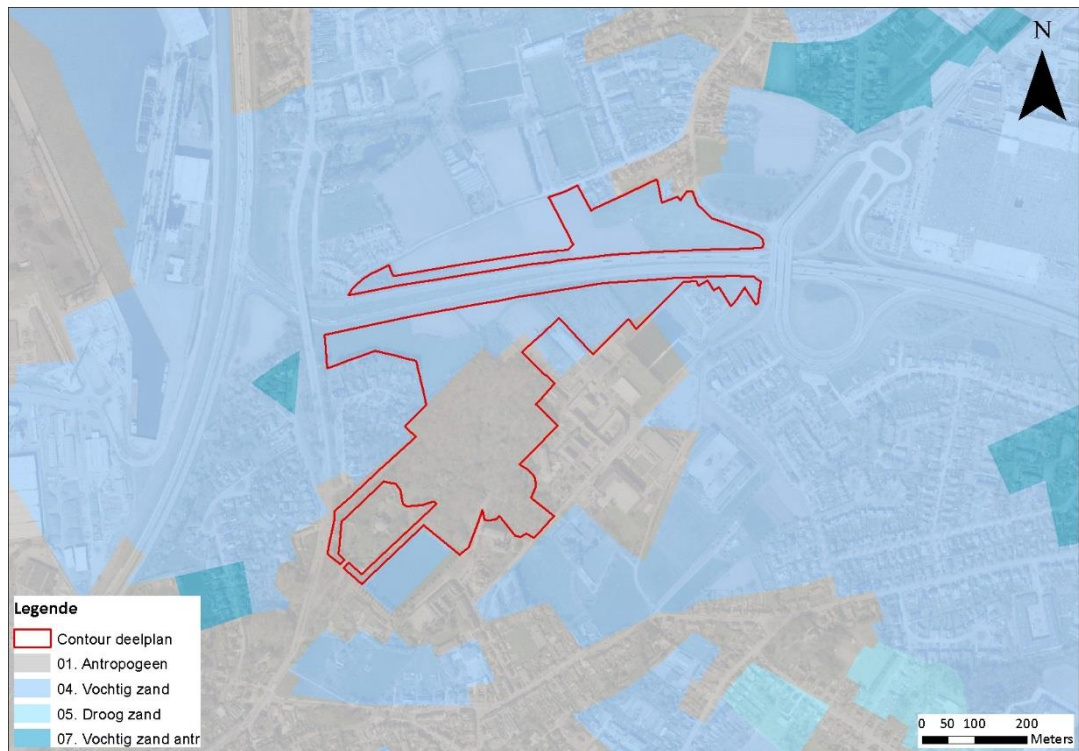 N
Legende
Contour deelplan
01. Antropogeen
04. Vochtig zand
05. Droog zand
07. Vochtig zand antr
0 50 100 200
Meters